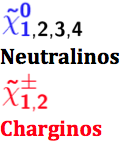 χ̃⁰₁,₂,₃,₄
Neutralinos
χ̃±₁,₂
Charginos